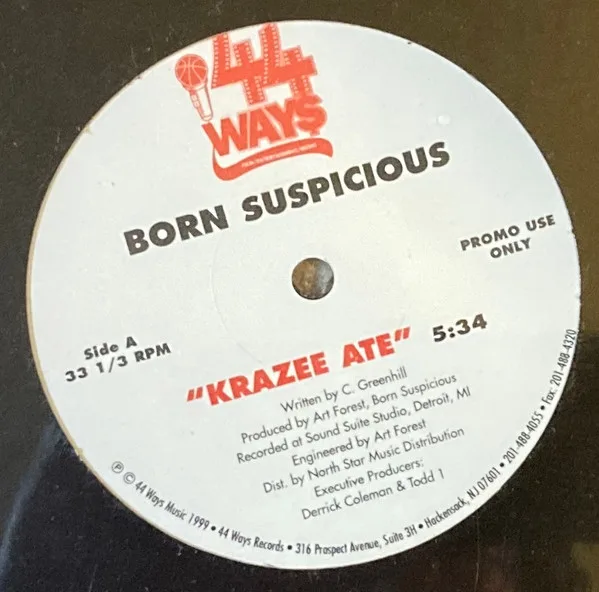 44
WAY$
BORN SUSPICIOUS
PROMO USE
ONLY
Side A
33 1/3 RPM
"KRAZEE ATE" 5:34
Written by C. Greenhill
Produced by Art Forest, Born Suspicious
Recorded at Sound Suite Studio, Detroit, MI
Engineered by Art Forest
Dist. by North Star Music Distribution
Executive Producers:
Derrick Coleman & Todd 1
℗ © 44 Ways Music 1999 • 44 Ways Records • 316 Prospect Avenue, Suite 3H • Hackensack, NJ 07601 • 201-488-4055 • Fax: 201-488-4320